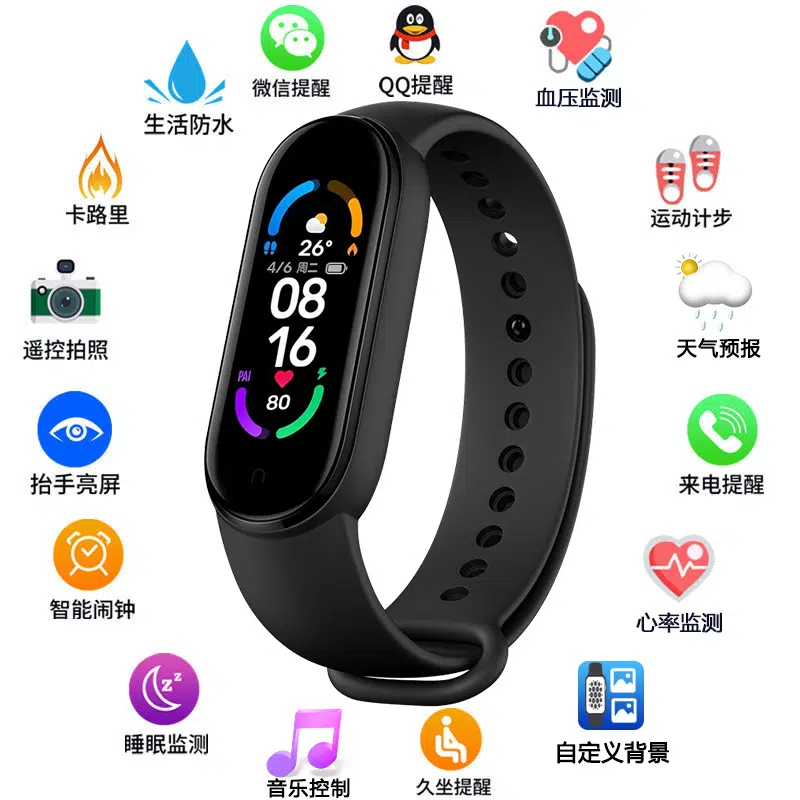 微信提醒
QQ提醒
血压监测
生活防水
卡路里
运动计步
遥控拍照
天气预报
抬手亮屏
来电提醒
智能闹钟
心率监测
睡眠监测
自定义背景
音乐控制
久坐提醒
26°
4/6 周二
08
16
PAI
80
zz